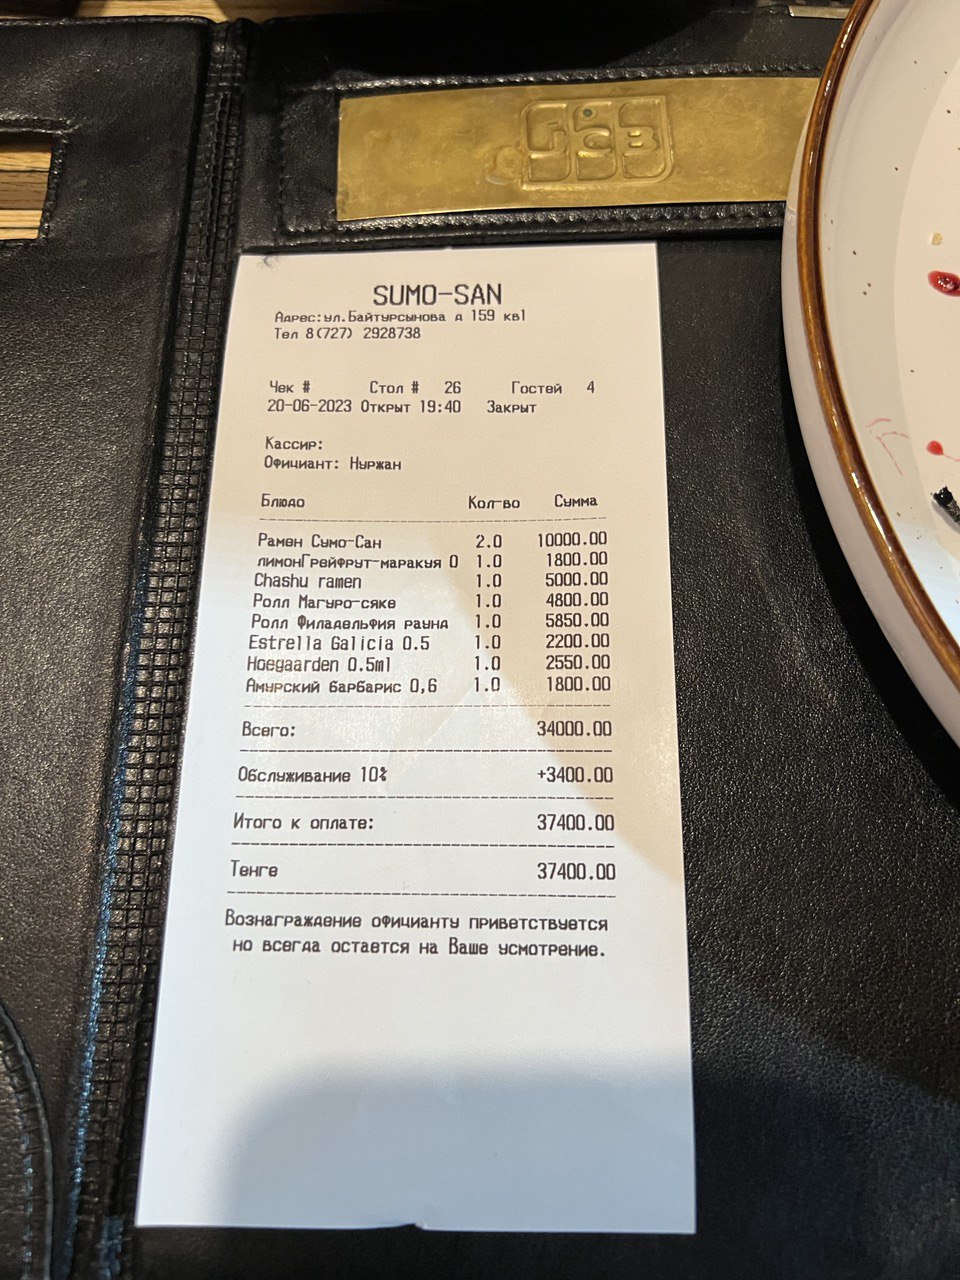 SUMO-SAN
Адрес:ул.Байтурсынова д 159 кв1
Тел 8(727) 2928738
Чек # Стол # 26 Гостей 4
20-06-2023 Открыт 19:40 Закрыт
Кассир:
Официант: Нуржан
Блюдо Кол-во Сумма
Рамен Сумо-Сан 2.0 10000.00
лимонГрейфрут-маракуя 0 1.0 1800.00
Chashu ramen 1.0 5000.00
Ролл Магуро-сяке 1.0 4800.00
Ролл Филадельфия раунд 1.0 5850.00
Estrella Galicia 0.5 1.0 2200.00
Hoegaarden 0.5ml 1.0 2550.00
Амурский барбарис 0,6 1.0 1800.00
Всего: 34000.00
Обслуживание 10% +3400.00
Итого к оплате: 37400.00
Тенге 37400.00
Вознаграждение официанту приветствуется
но всегда остается на Ваше усмотрение.